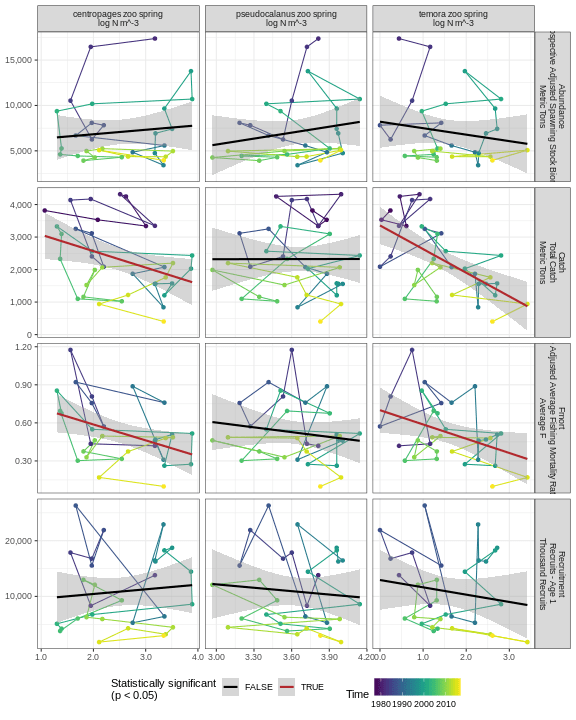 centropages zoo spring
log N m^-3
pseudocalanus zoo spring
log N m^-3
temora zoo spring
log N m^-3
15,000
10,000
5,000
Abundance
Adjusted Spawning Stock
Metric Tons
4,000
3,000
2,000
1,000
0
Catch
Total Catch
Metric Tons
1.20
0.90
0.60
0.30
Fmort
Adjusted Average Fishing Mortality
Average F
20,000
10,000
Recruitment
Recruits - Age 1
Thousand Recruits
1.0 2.0 3.0 4.0 3.00 3.30 3.60 3.90 4.20 0.0 1.0 2.0 3.0
Statistically significant
(p < 0.05)
FALSE TRUE
Time
1980 1990 2000 2010